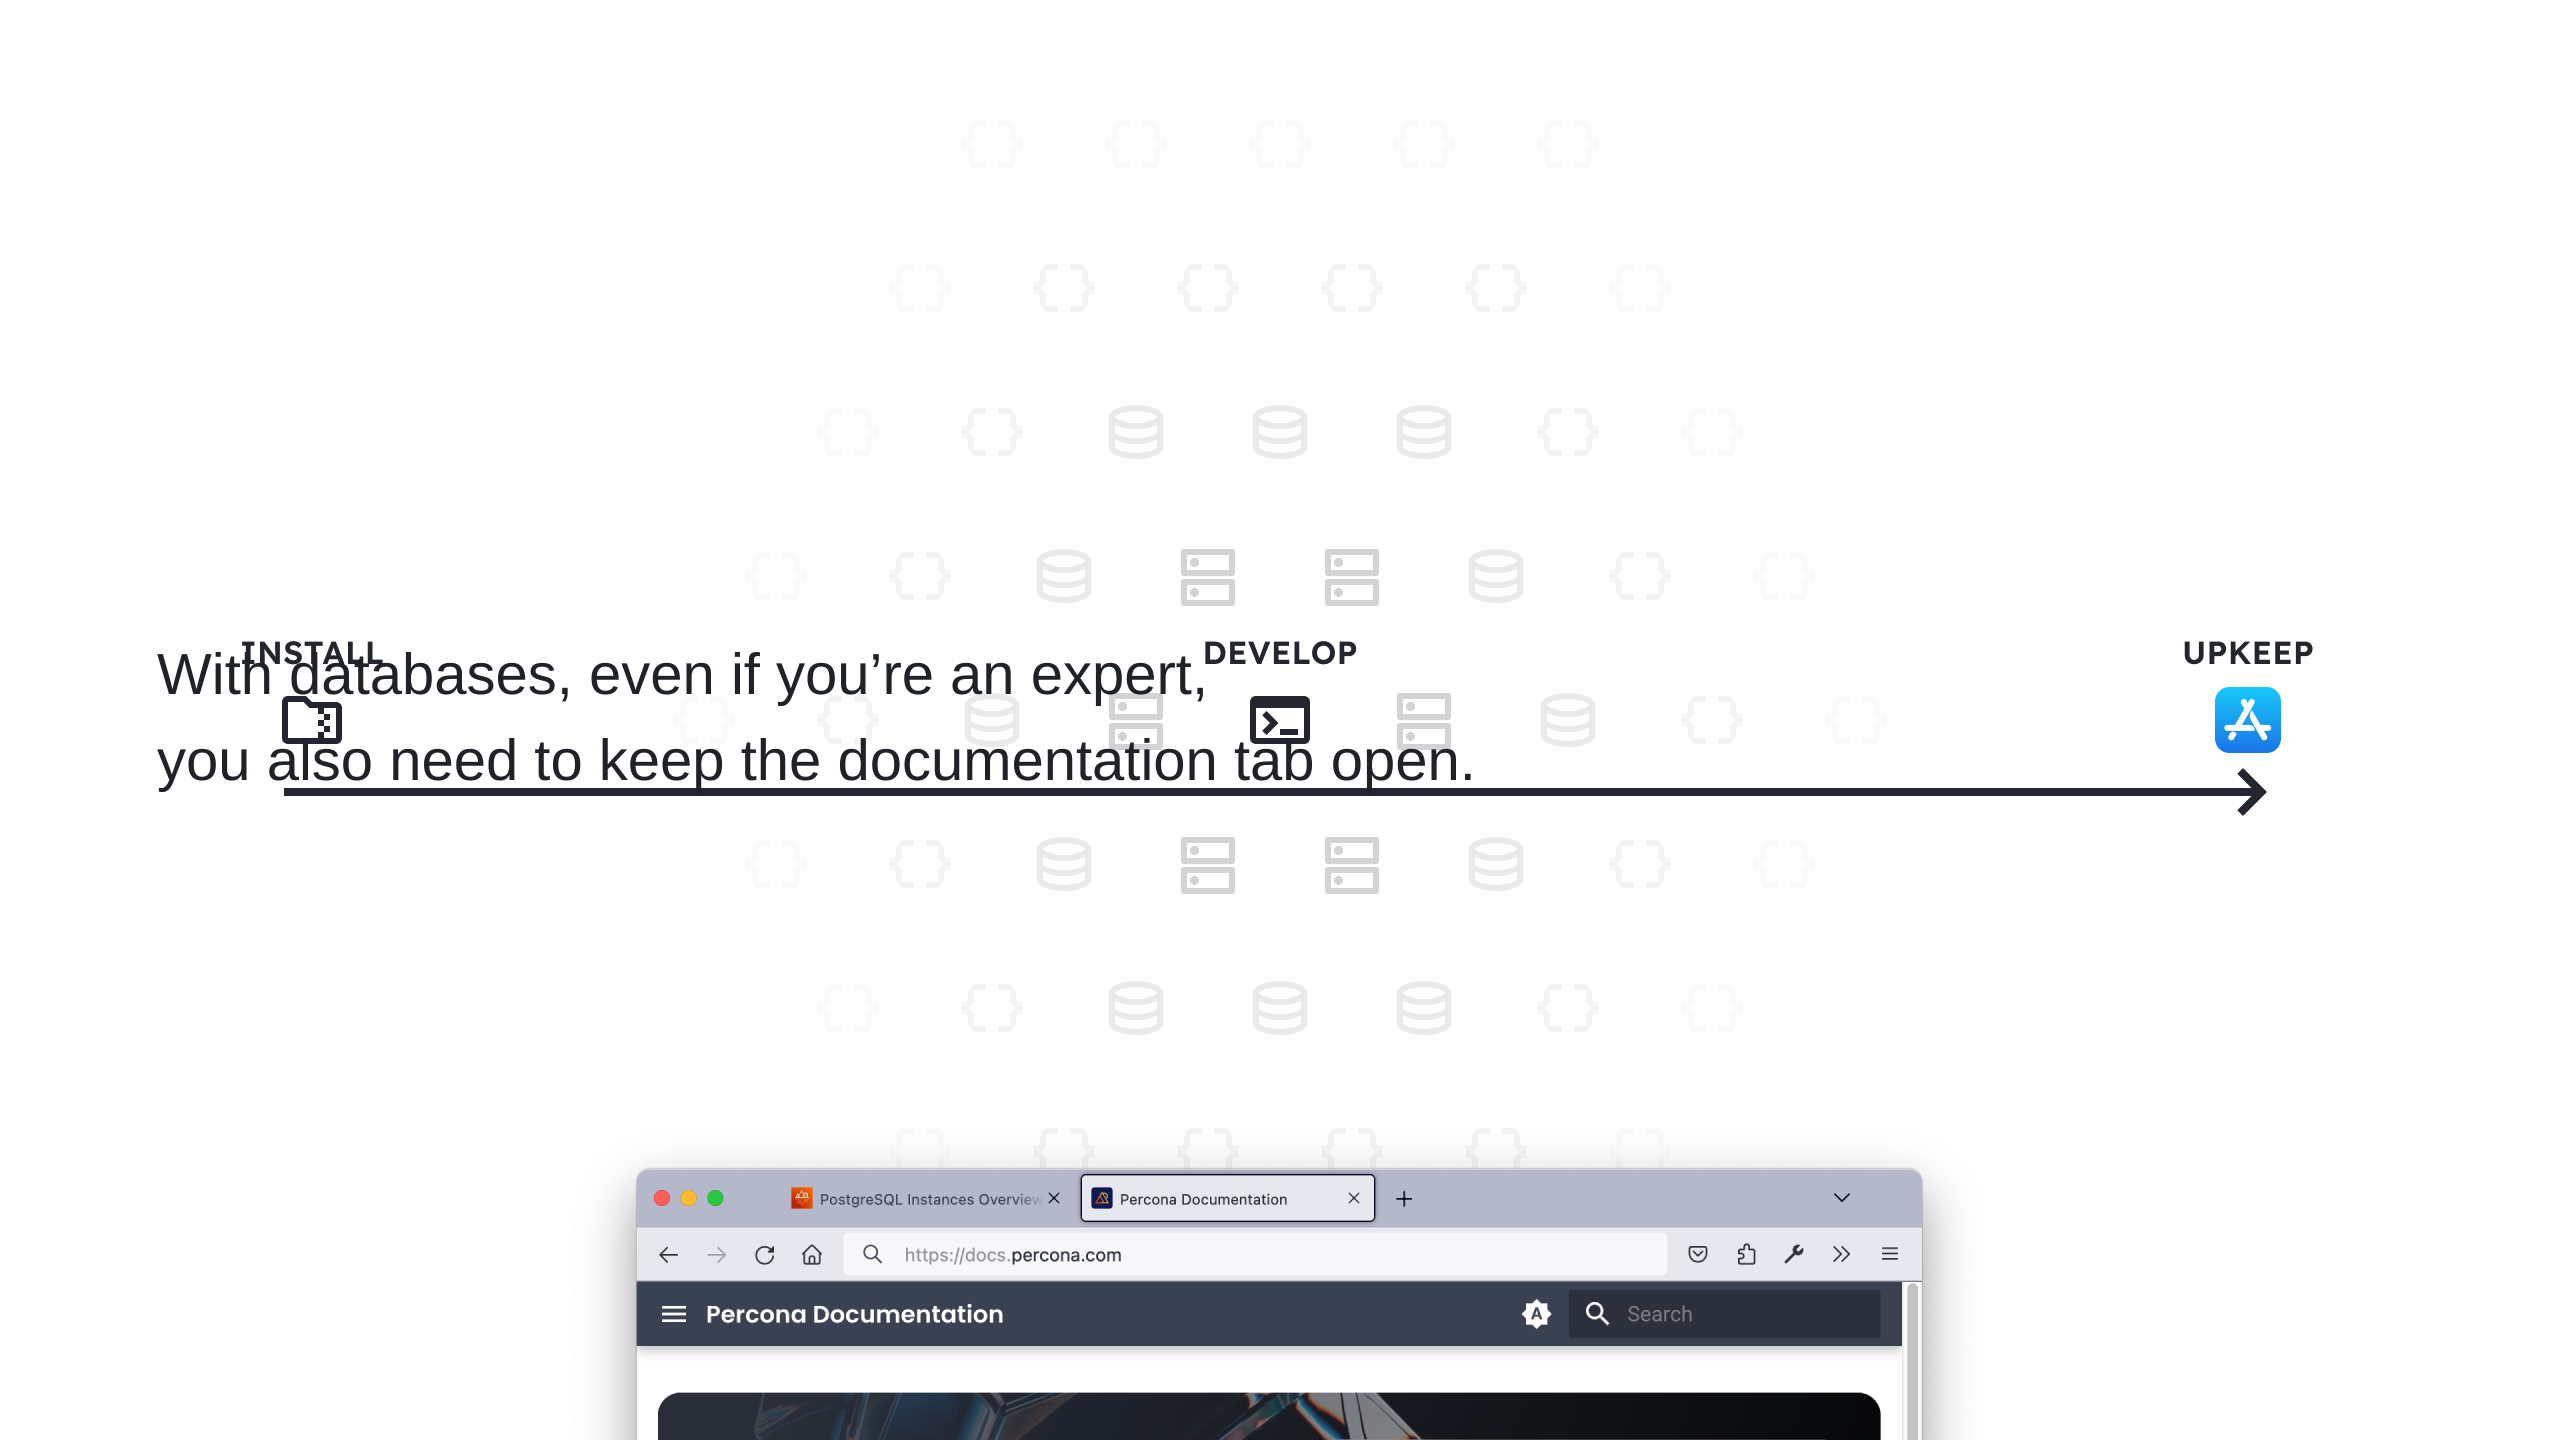 INSTALL
DEVELOP
UPKEEP
With databases, even if you’re an expert,
you also need to keep the documentation tab open.
PostgreSQL Instances Overview
Percona Documentation
https://docs.percona.com
Percona Documentation
A
Search